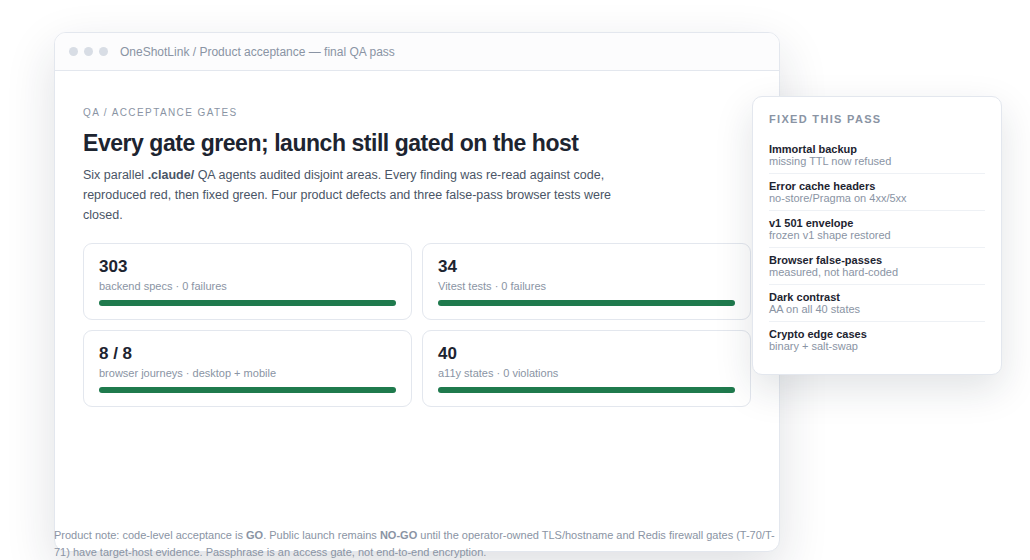 OneShotLink / Product acceptance — final QA pass
QA / ACCEPTANCE GATES
Every gate green; launch still gated on the host
Six parallel .claude/ QA agents audited disjoint areas. Every finding was re-read against code,
reproduced red, then fixed green. Four product defects and three false-pass browser tests were
closed.
303
backend specs · 0 failures
34
Vitest tests · 0 failures
8 / 8
browser journeys · desktop + mobile
40
a11y states · 0 violations
FIXED THIS PASS
Immortal backup
missing TTL now refused
Error cache headers
no-store/Pragma on 4xx/5xx
v1 501 envelope
frozen v1 shape restored
Browser false-passes
measured, not hard-coded
Dark contrast
AA on all 40 states
Crypto edge cases
binary + salt-swap
Product note: code-level acceptance is GO. Public launch remains NO-GO until the operator-owned TLS/hostname and Redis firewall gates (T-70/T-
71) have target-host evidence. Passphrase is an access gate, not end-to-end encryption.